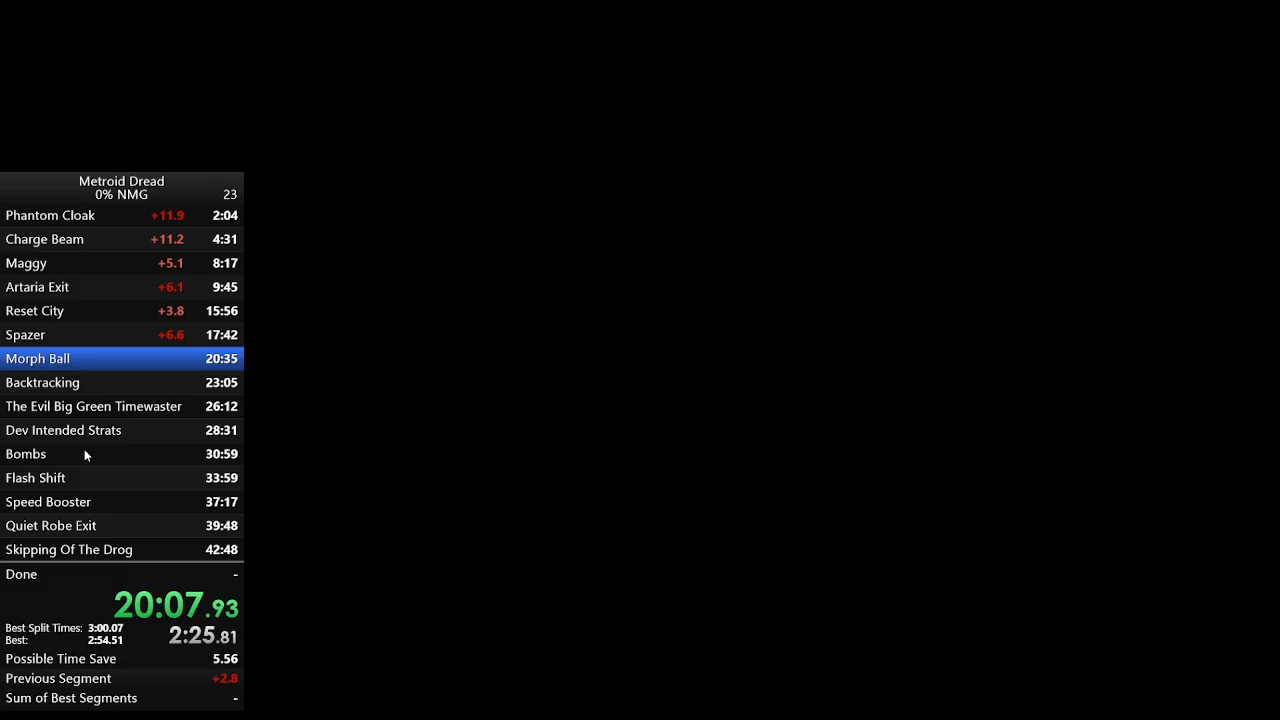 Metroid Dread
0% NMG 23
Phantom Cloak +11.9 2:04
Charge Beam +11.2 4:31
Maggy +5.1 8:17
Artaria Exit +6.1 9:45
Reset City +3.8 15:56
Spazer +6.6 17:42
Morph Ball 20:35
Backtracking 23:05
The Evil Big Green Timewaster 26:12
Dev Intended Strats 28:31
Bombs 30:59
Flash Shift 33:59
Speed Booster 37:17
Quiet Robe Exit 39:48
Skipping Of The Drog 42:48
Done -
20:07.93
Best Split Times: 3:00.07
Best: 2:54.51
2:25.81
Possible Time Save 5.56
Previous Segment +2.8
Sum of Best Segments -